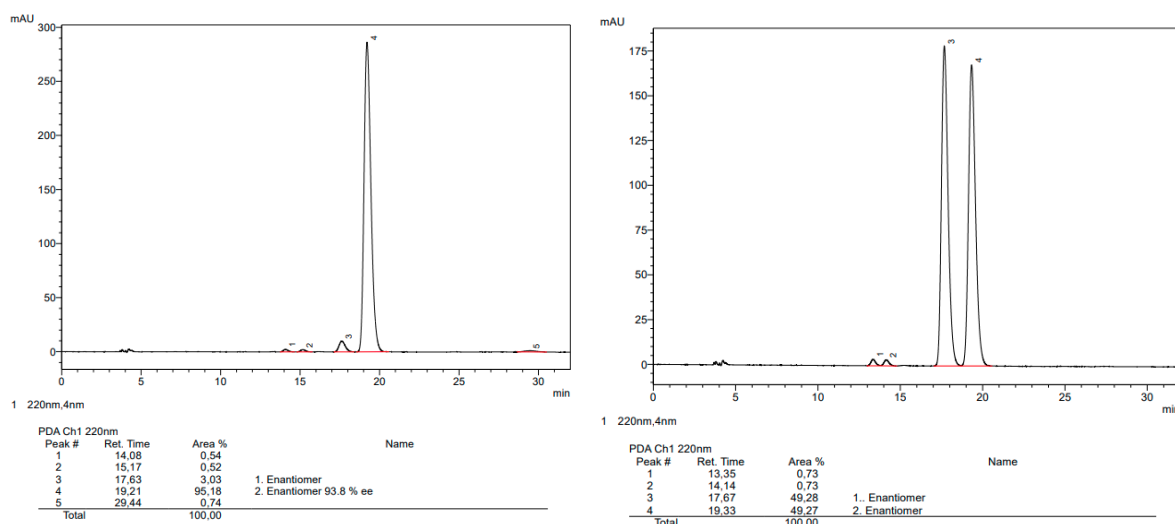 mAU
300
250
200
150
100
50
0
1
2
3
4
5
0 5 10 15 20 25 30
min
1 220nm,4nm
PDA Ch1 220nm
Peak # Ret. Time Area % Name
1 14,08 0,54
2 15,17 0,52
3 17,63 3,03 1. Enantiomer
4 19,21 95,18 2. Enantiomer 93.8 % ee
5 29,44 0,74
Total 100,00
mAU
175
150
125
100
75
50
25
0
1
2
3
4
0 5 10 15 20 25 30
min
1 220nm,4nm
PDA Ch1 220nm
Peak # Ret. Time Area % Name
1 13,35 0,73
2 14,14 0,73
3 17,67 49,28 1.. Enantiomer
4 19,33 49,27 2. Enantiomer
Total 100,00